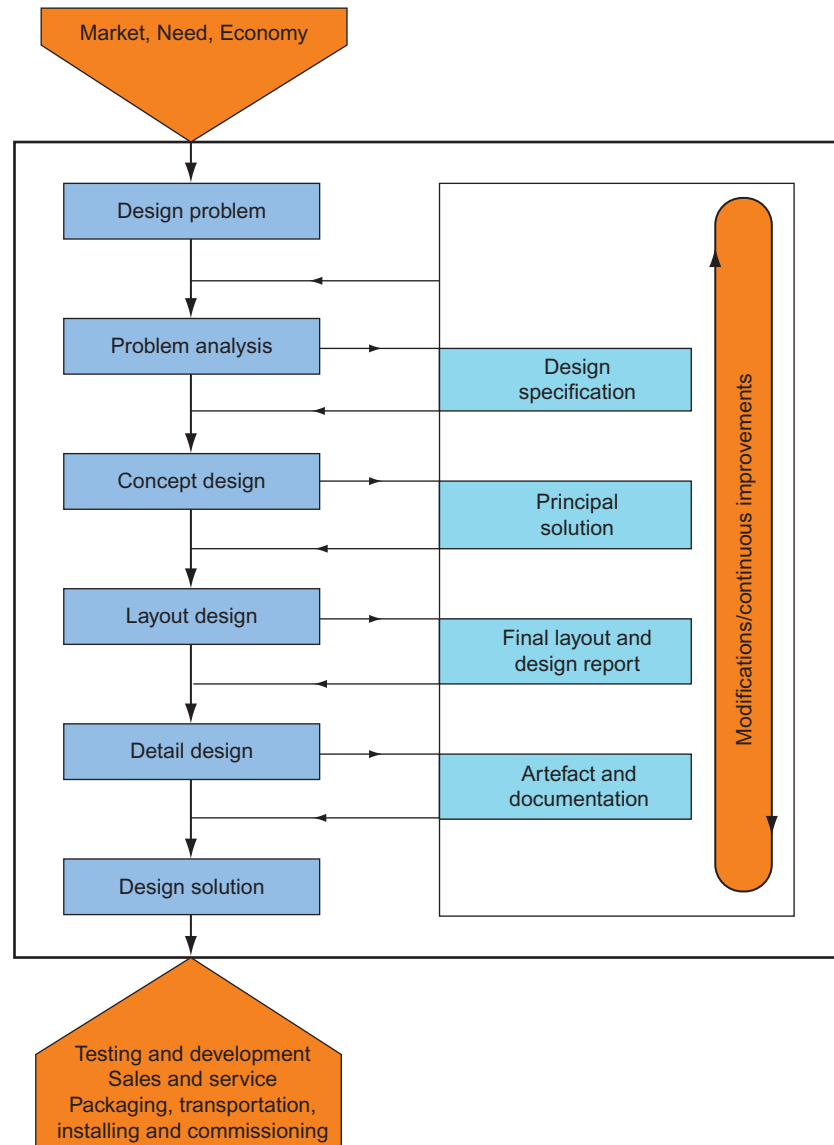 Market, Need, Economy
Design problem
Problem analysis
Design
specification
Concept design
Principal
solution
Layout design
Final layout and
design report
Detail design
Artefact and
documentation
Design solution
Modifications/continuous improvements
Testing and development
Sales and service
Packaging, transportation,
installing and commissioning